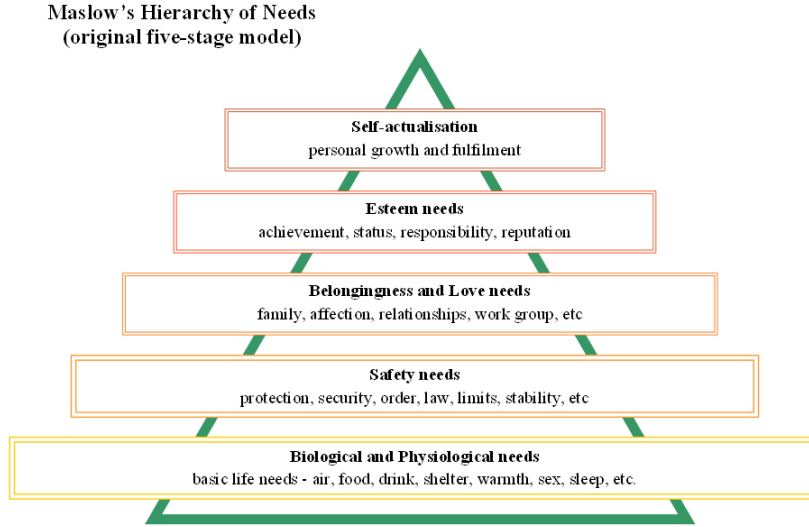 Maslow's Hierarchy of Needs
(original five-stage model)
Self-actualisation
personal growth and fulfilment
Esteem needs
achievement, status, responsibility, reputation
Belongingness and Love needs
family, affection, relationships, work group, etc
Safety needs
protection, security, order, law, limits, stability, etc
Biological and Physiological needs
basic life needs - air, food, drink, shelter, warmth, sex, sleep, etc.